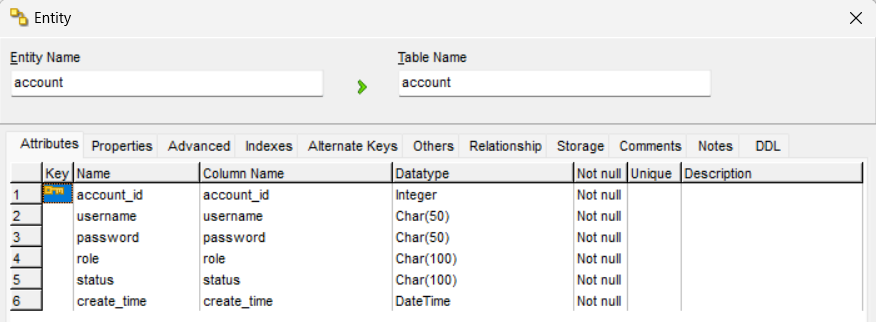 Entity
Entity Name Table Name
account account
Attributes Properties Advanced Indexes Alternate Keys Others Relationship Storage Comments Notes DDL
Key Name Column Name Datatype Not null Unique Description
1 account_id account_id Integer Not null
2 username username Char(50) Not null
3 password password Char(50) Not null
4 role role Char(100) Not null
5 status status Char(100) Not null
6 create_time create_time DateTime Not null